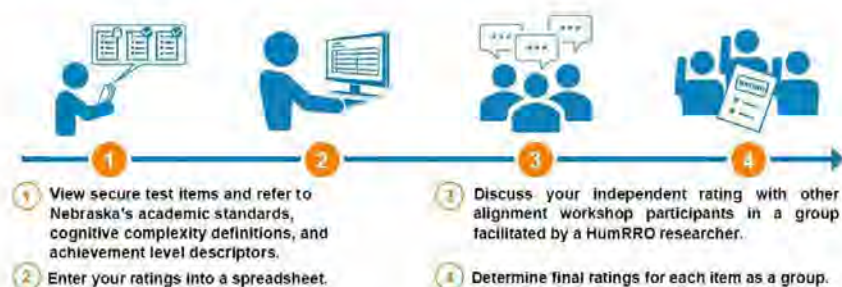 1 2 3 4
1 View secure test items and refer to
Nebraska's academic standards,
cognitive complexity definitions, and
achievement level descriptors.
2 Enter your ratings into a spreadsheet.
3 Discuss your independent rating with other
alignment workshop participants in a group
facilitated by a HumRRO researcher.
4 Determine final ratings for each item as a group.